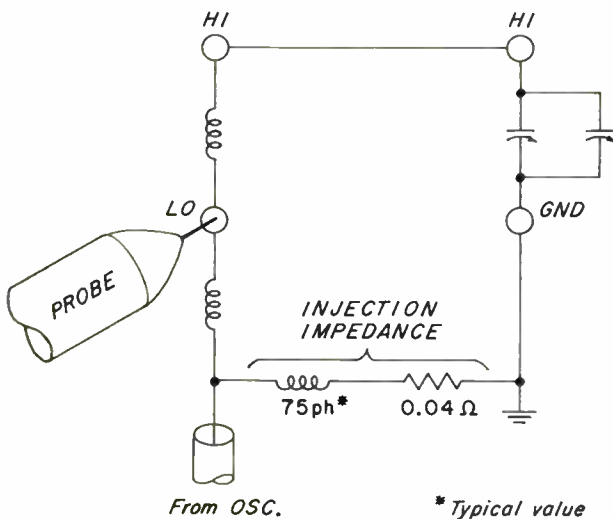 HI
HI
LO
GND
PROBE
INJECTION
IMPEDANCE
75ph*
0.04 Ω
From OSC.
* Typical value